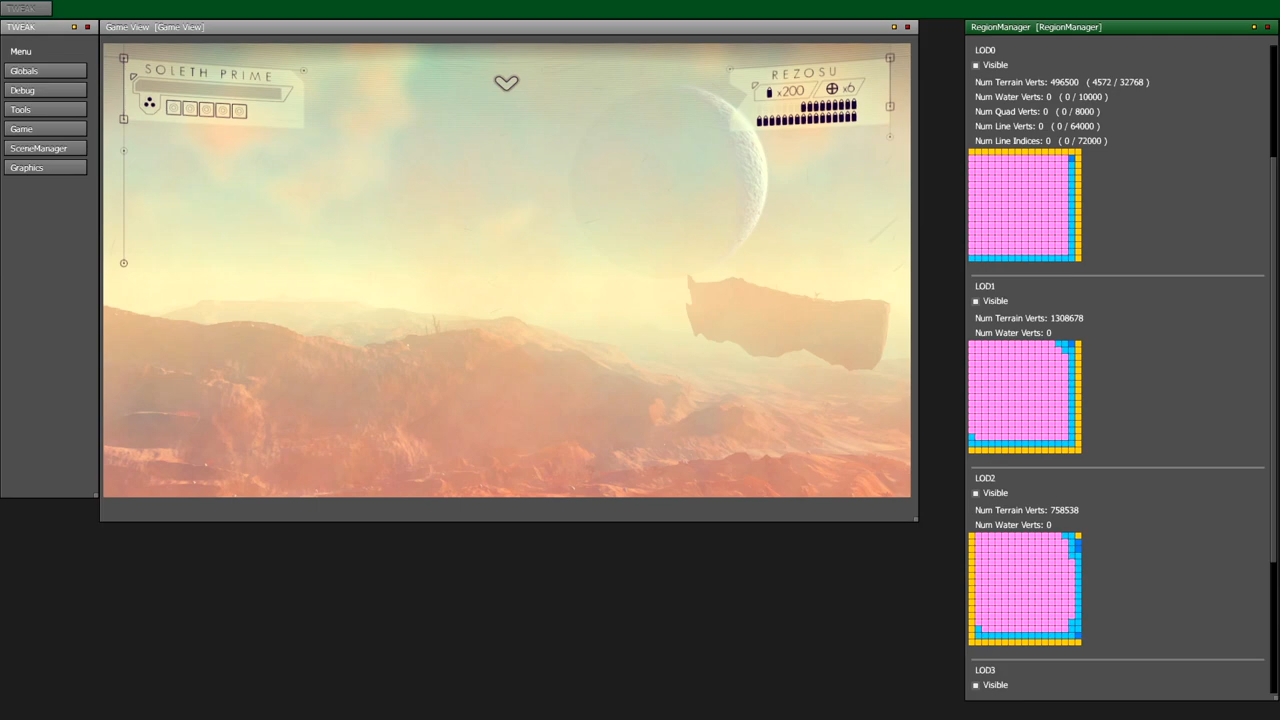 TWEAK
TWEAK
Menu
Globals
Debug
Tools
Game
SceneManager
Graphics
Game View [Game View]
SOLETH PRIME
REZOSU
x200 x6
RegionManager [RegionManager]
LOD0
Visible
Num Terrain Verts: 496500 ( 4572 / 32768 )
Num Water Verts: 0 ( 0 / 10000 )
Num Quad Verts: 0 ( 0 / 8000 )
Num Line Verts: 0 ( 0 / 64000 )
Num Line Indices: 0 ( 0 / 72000 )
LOD1
Visible
Num Terrain Verts: 1308678
Num Water Verts: 0
LOD2
Visible
Num Terrain Verts: 758538
Num Water Verts: 0
LOD3
Visible